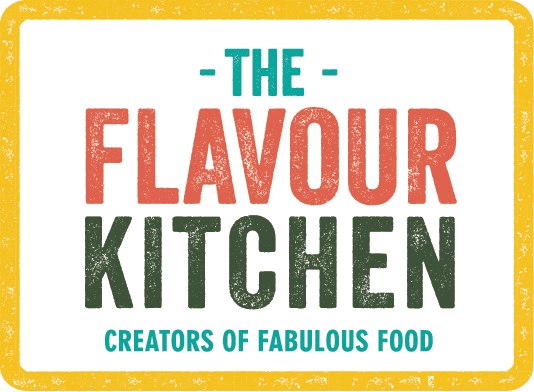 - THE -
FLAVOUR
KITCHEN
CREATORS OF FABULOUS FOOD